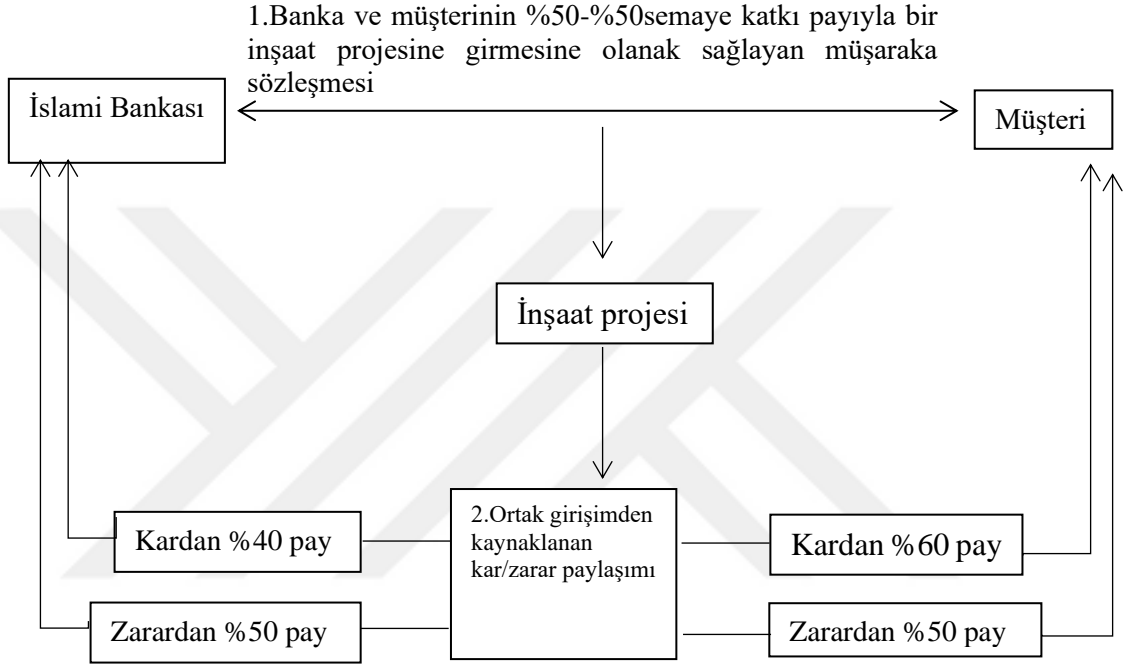 1.Banka ve müşterinin %50-%50semaye katkı payıyla bir
inşaat projesine girmesine olanak sağlayan müşaraka
sözleşmesi
İslami Bankası
Müşteri
İnşaat projesi
2.Ortak girişimden
kaynaklanan
kar/zarar paylaşımı
Kardan %40 pay
Kardan %60 pay
Zarardan %50 pay
Zarardan %50 pay